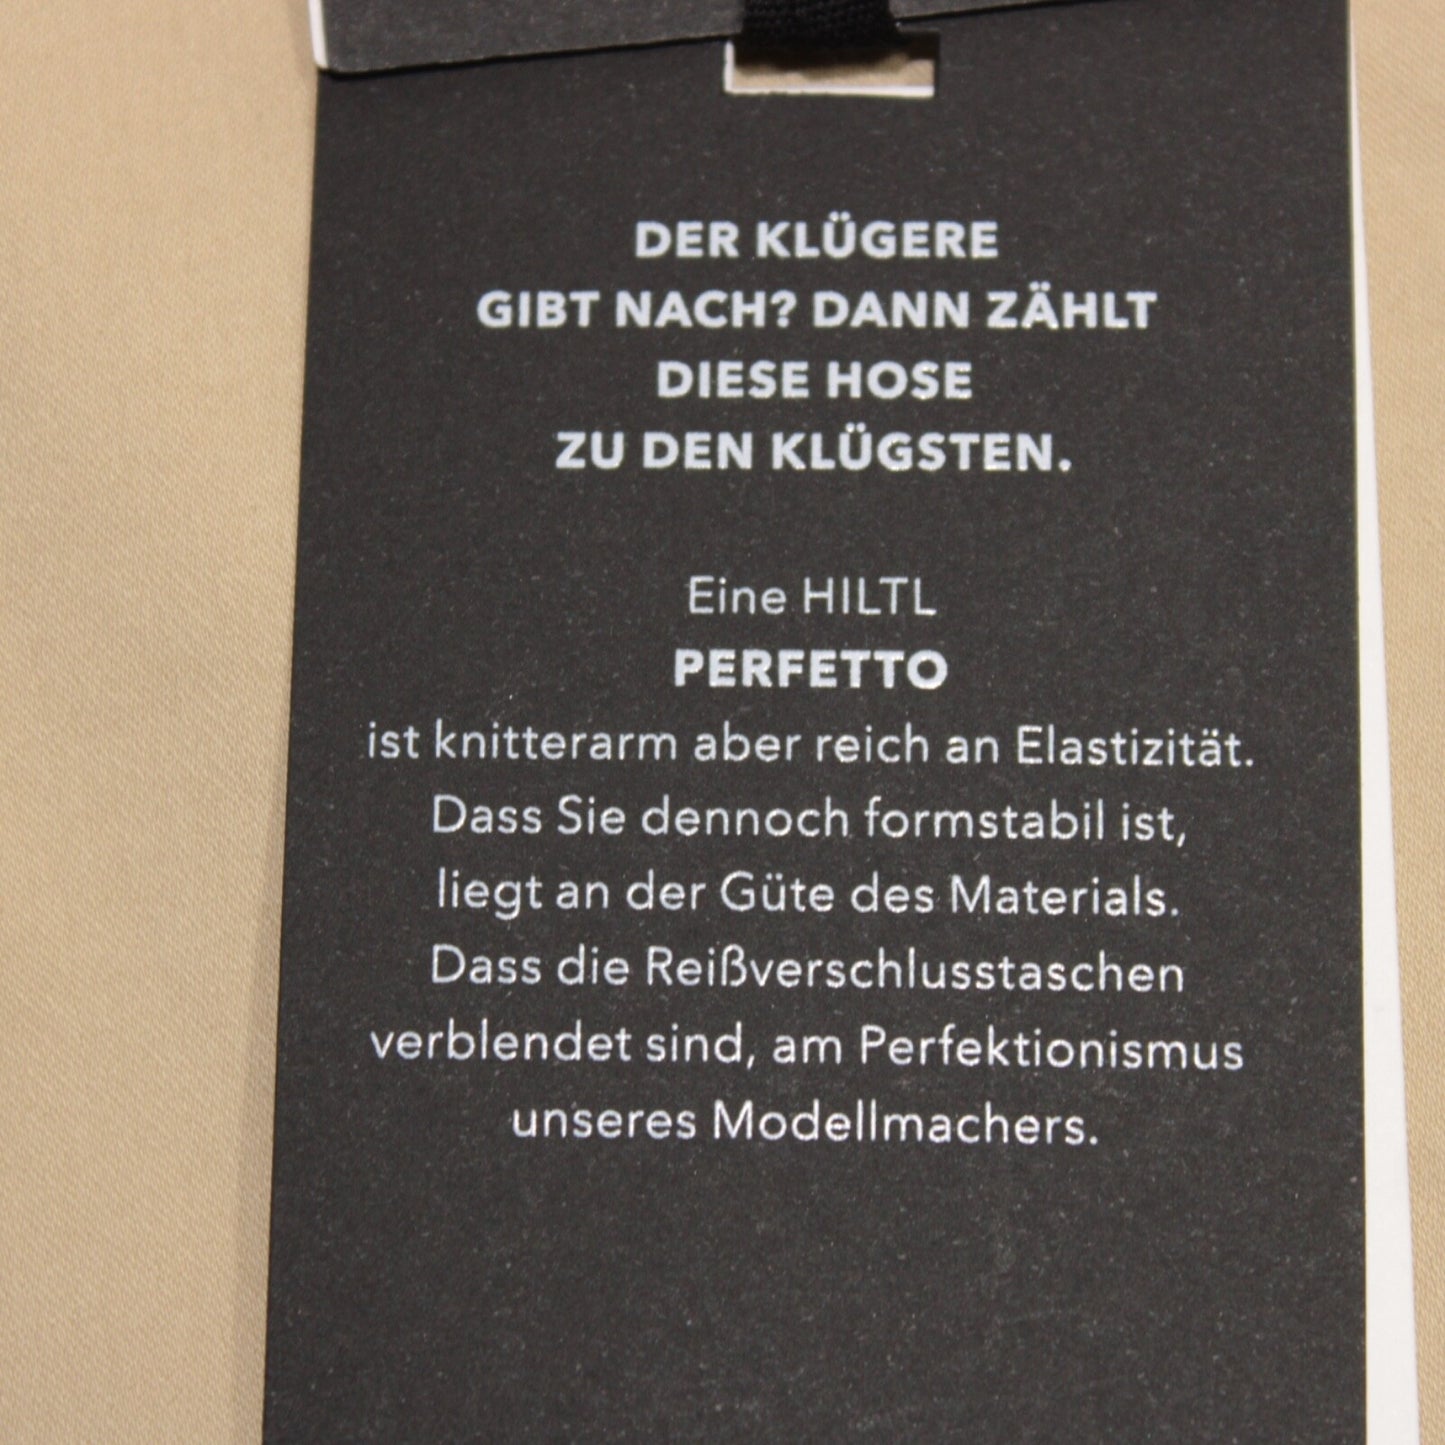 DER KLÜGERE
GIBT NACH? DANN ZÄHLT
DIESE HOSE
ZU DEN KLÜGSTEN.
Eine HILTL
PERFETTO
ist knitterarm aber reich an Elastizität.
Dass Sie dennoch formstabil ist,
liegt an der Güte des Materials.
Dass die Reißverschlusstaschen
verblendet sind, am Perfektionismus
unseres Modellmachers.